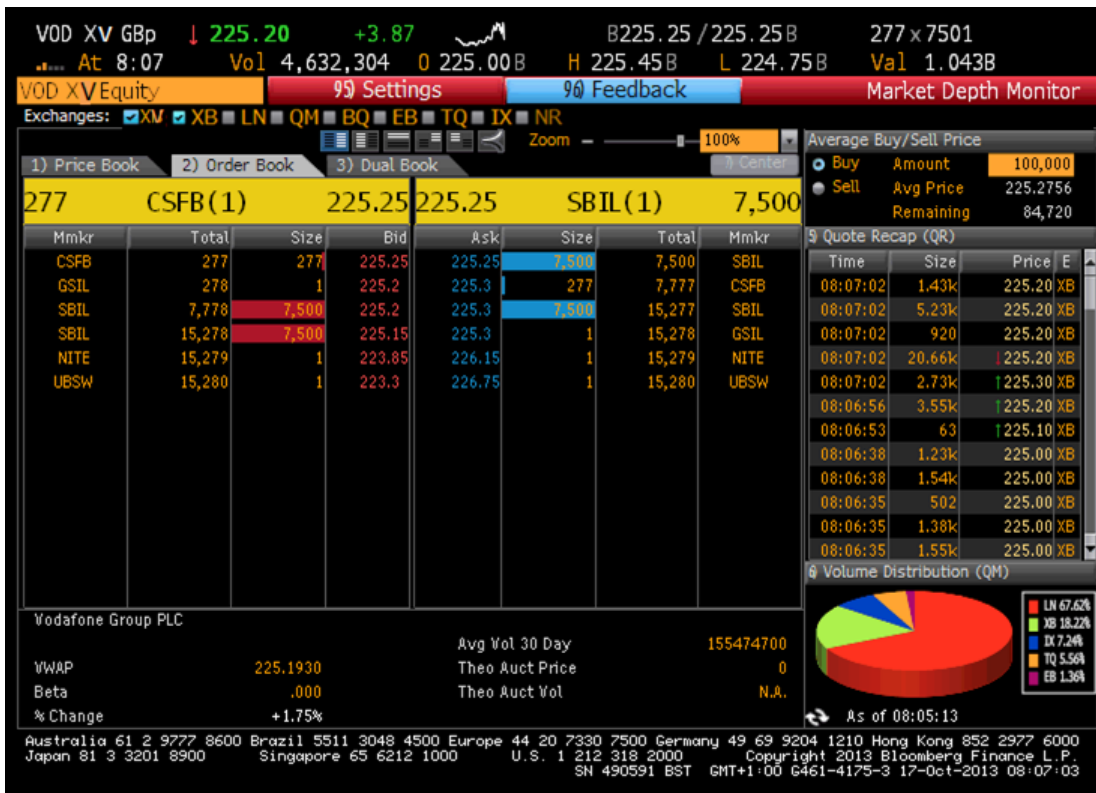 VOD XV GBp ↓ 225.20 +3.87 B225.25 / 225.25B 277 x 7501
At 8:07 Vol 4,632,304 O 225.00B H 225.45B L 224.75B Val 1.043B
VOD XV Equity 95) Settings 96) Feedback Market Depth Monitor
Exchanges: XV XB LN QM BQ EB TQ IX NR
Zoom 100%
1) Price Book 2) Order Book 3) Dual Book Center
277 CSFB(1) 225.25 225.25 SBIL(1) 7,500
Mmkr Total Size Bid Ask Size Total Mmkr
CSFB 277 277 225.25 225.25 7,500 7,500 SBIL
GSIL 278 1 225.2 225.3 277 7,777 CSFB
SBIL 7,778 7,500 225.2 225.3 7,500 15,277 SBIL
SBIL 15,278 7,500 225.15 225.3 1 15,278 GSIL
NITE 15,279 1 223.85 226.15 1 15,279 NITE
UBSW 15,280 1 223.3 226.75 1 15,280 UBSW
Average Buy/Sell Price
Buy Amount 100,000
Sell Avg Price 225.2756
Remaining 84,720
Quote Recap (QR)
Time Size Price E
08:07:02 1.43k 225.20 XB
08:07:02 5.23k 225.20 XB
08:07:02 920 225.20 XB
08:07:02 20.66k ↓225.20 XB
08:07:02 2.73k ↑225.30 XB
08:06:56 3.55k ↑225.20 XB
08:06:53 63 ↑225.10 XB
08:06:38 1.23k 225.00 XB
08:06:38 1.54k 225.00 XB
08:06:35 502 225.00 XB
08:06:35 1.38k 225.00 XB
08:06:35 1.55k 225.00 XB
Volume Distribution (QM)
LN 67.62%
XB 18.22%
IX 7.24%
TQ 5.56%
EB 1.36%
As of 08:05:13
Vodafone Group PLC
Avg Vol 30 Day 155474700
VWAP 225.1930 Theo Auct Price 0
Beta .000 Theo Auct Vol N.A.
% Change +1.75%
Australia 61 2 9777 8600 Brazil 5511 3048 4500 Europe 44 20 7330 7500 Germany 49 69 9204 1210 Hong Kong 852 2977 6000
Japan 81 3 3201 8900 Singapore 65 6212 1000 U.S. 1 212 318 2000 Copyright 2013 Bloomberg Finance L.P.
SN 490591 BST GMT+1:00 G461-4175-3 17-Oct-2013 08:07:03